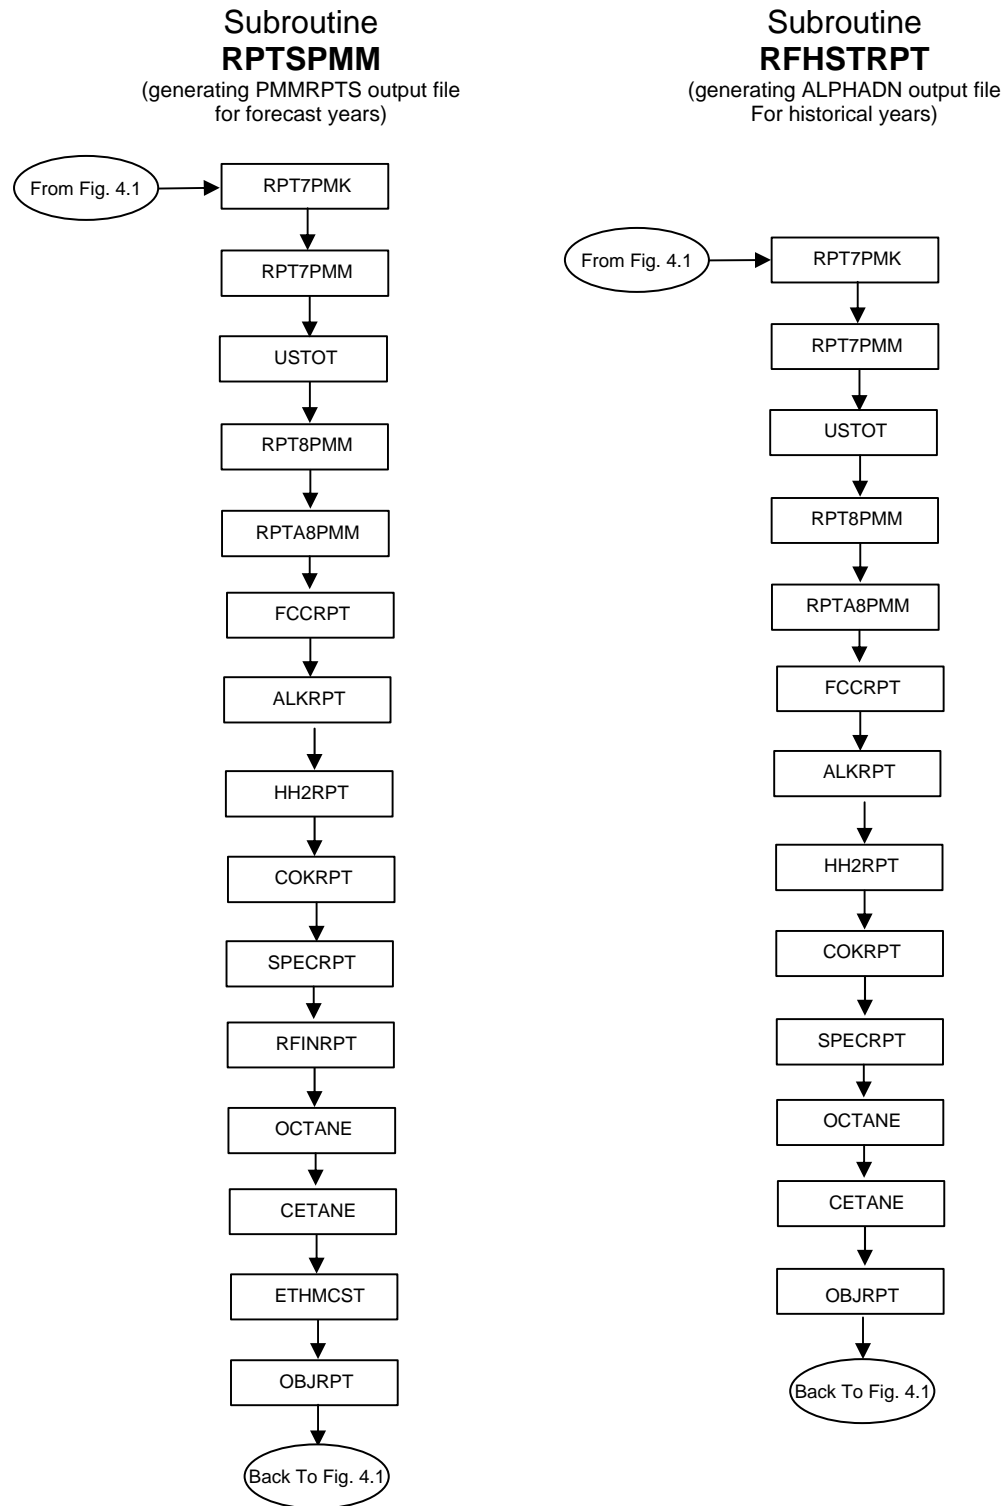 Subroutine
RPTSPMM
(generating PMMRPTS output file
for forecast years)
From Fig. 4.1
RPT7PMK
RPT7PMM
USTOT
RPT8PMM
RPTA8PMM
FCCRPT
ALKRPT
HH2RPT
COKRPT
SPECRPT
RFINRPT
OCTANE
CETANE
ETHMCST
OBJRPT
Back To Fig. 4.1
Subroutine
RFHSTRPT
(generating ALPHADN output file
For historical years)
From Fig. 4.1
RPT7PMK
RPT7PMM
USTOT
RPT8PMM
RPTA8PMM
FCCRPT
ALKRPT
HH2RPT
COKRPT
SPECRPT
OCTANE
CETANE
OBJRPT
Back To Fig. 4.1